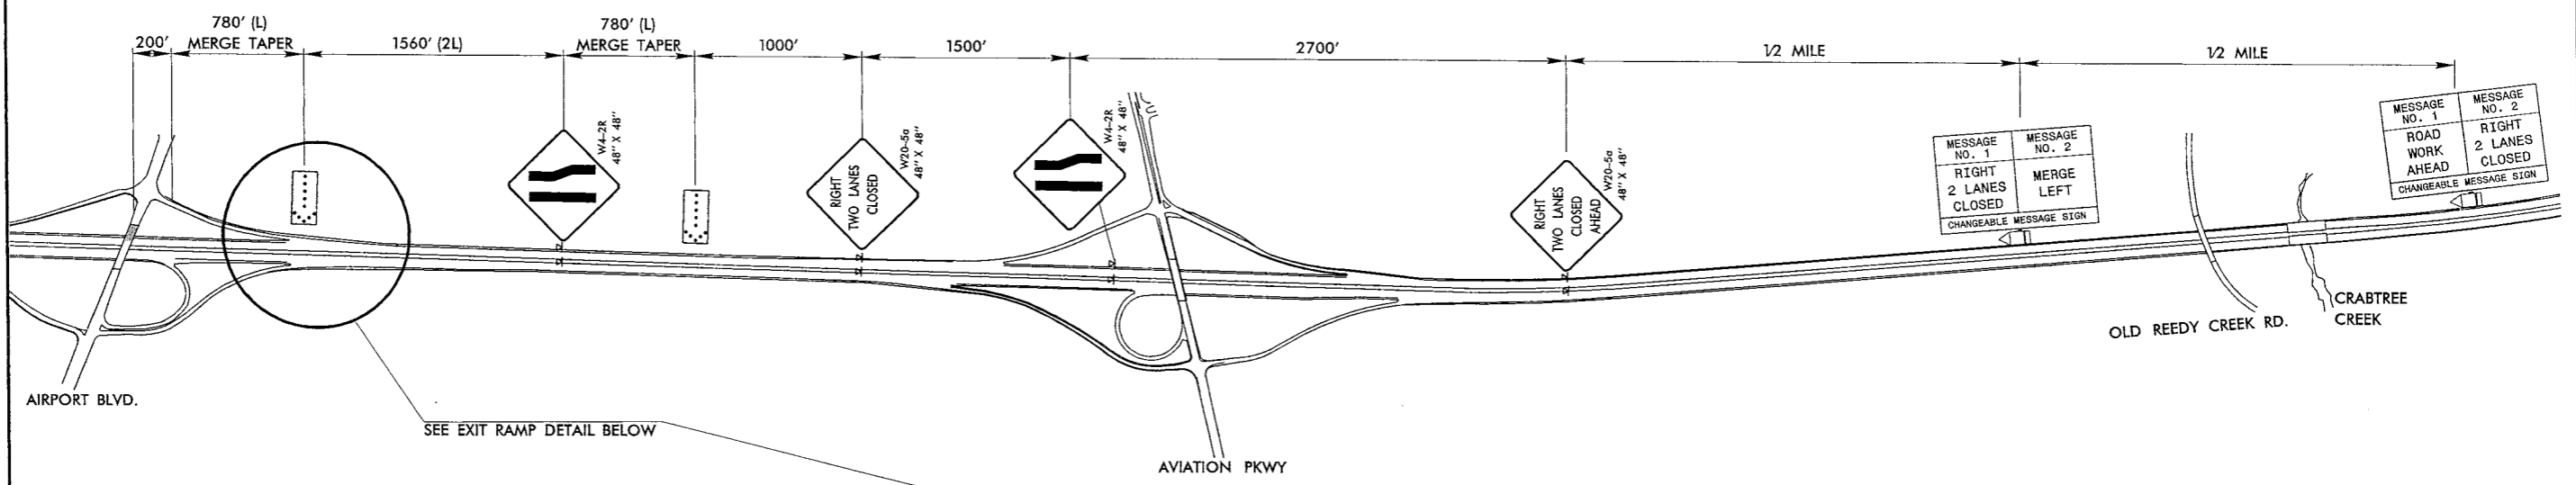 780' (L)
MERGE TAPER
200'
1560' (2L)
780' (L)
MERGE TAPER
1000'
1500'
2700'
1/2 MILE
1/2 MILE
W4-2R
48" X 48"
RIGHT
TWO LANES
CLOSED
W20-5a
48" X 48"
W4-2R
48" X 48"
RIGHT
TWO LANES
CLOSED
AHEAD
W20-5a
48" X 48"
MESSAGE
NO. 1
RIGHT
2 LANES
CLOSED
MESSAGE
NO. 2
MERGE
LEFT
CHANGEABLE MESSAGE SIGN
MESSAGE
NO. 1
ROAD
WORK
AHEAD
MESSAGE
NO. 2
RIGHT
2 LANES
CLOSED
CHANGEABLE MESSAGE SIGN
AIRPORT BLVD.
SEE EXIT RAMP DETAIL BELOW
AVIATION PKWY
OLD REEDY CREEK RD.
CRABTREE
CREEK